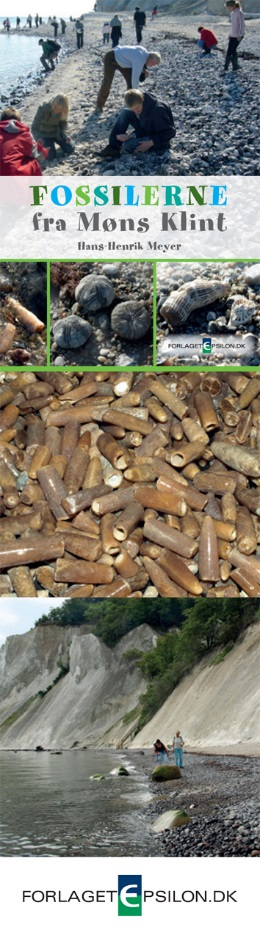 FOSSILERNE
fra Møns Klint
Hans-Henrik Meyer
FORLAGETEPSILON.DK
FORLAGETEPSILON.DK